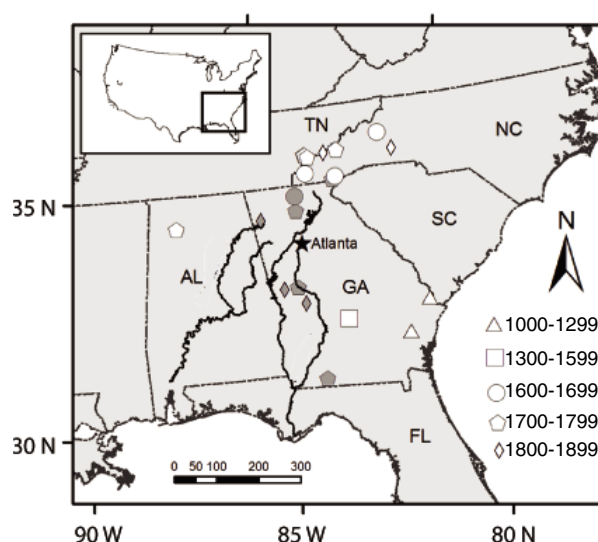 TN
NC
35 N
SC
N
Atlanta
AL
GA
1000-1299
1300-1599
1600-1699
1700-1799
1800-1899
FL
30 N
0 50 100 200 300
90 W
85 W
80 N